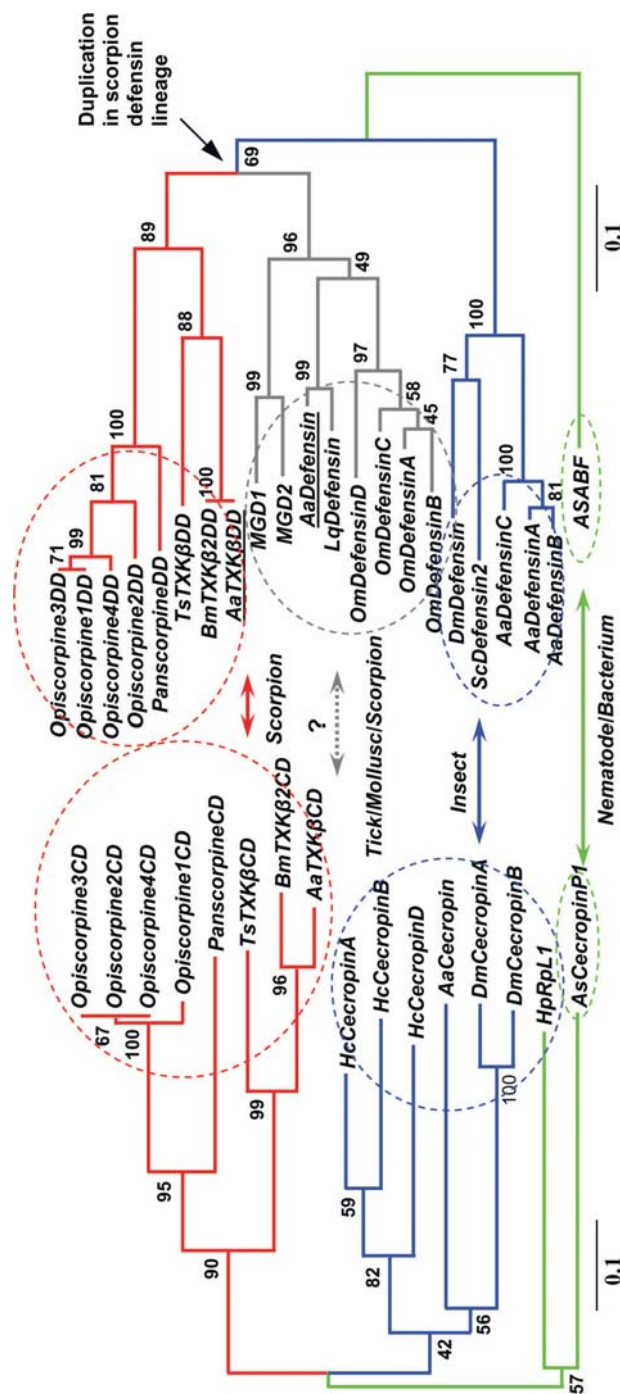 Opiscorpine3CD
Opiscorpine2CD
Opiscorpine4CD
Opiscorpine1CD
PanscorpineCD
TsTXKβCD
BmTXKβ2CD
AaTXKβCD
67
100
95
90
99
96
HcCecropinA
HcCecropinB
HcCecropinD
AaCecropin
DmCecropinA
DmCecropinB
HpRpL1
AsCecropinP1
59
82
42
56
100
57
0.1
Scorpion
?
Tick/Mollusc/Scorpion
Insect
Nematode/Bacterium
Duplication
in scorpion
defensin
lineage
Opiscorpine3DD
Opiscorpine1DD
Opiscorpine4DD
Opiscorpine2DD
PanscorpineDD
TsTXKβDD
BmTXKβ2DD
AaTXKβDD
71
99
81
100
89
88
100
69
MGD1
MGD2
AaDefensin
LqDefensin
OmDefensinD
OmDefensinC
OmDefensinA
OmDefensinB
99
96
99
49
97
58
45
DmDefensin
ScDefensin2
AaDefensinC
AaDefensinA
AaDefensinB
77
100
100
81
ASABF
0.1